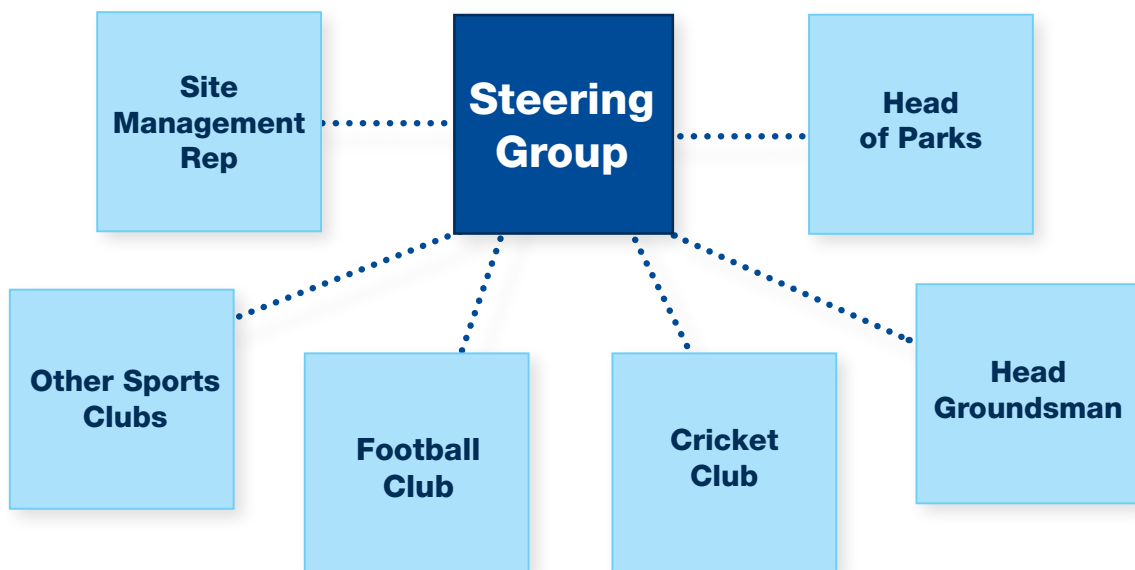 Site
Management
Rep
Steering
Group
Head
of Parks
Other Sports
Clubs
Football
Club
Cricket
Club
Head
Groundsman